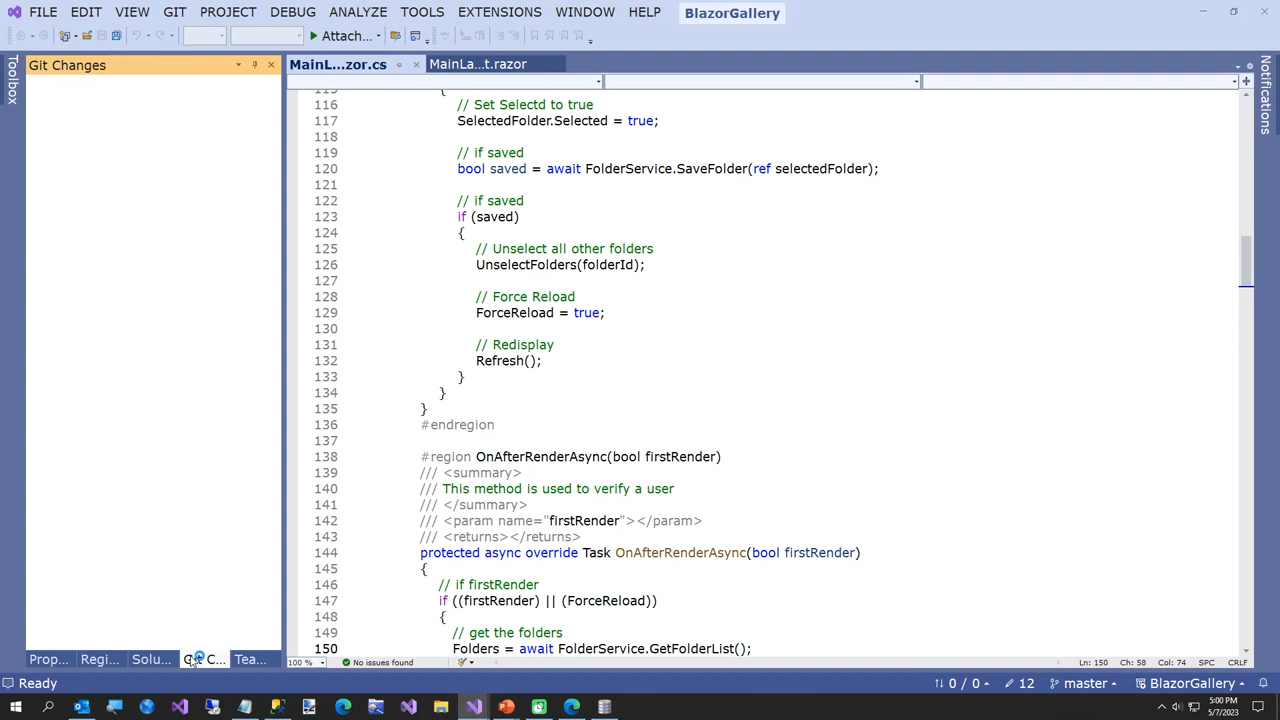 FILE EDIT VIEW GIT PROJECT DEBUG ANALYZE TOOLS EXTENSIONS WINDOW HELP BlazorGallery
Attach...
Toolbox
Git Changes
MainL...zor.cs
MainLa...t.razor
Notifications
115 {
116 // Set Selectd to true
117 SelectedFolder.Selected = true;
118
119 // if saved
120 bool saved = await FolderService.SaveFolder(ref selectedFolder);
121
122 // if saved
123 if (saved)
124 {
125 // Unselect all other folders
126 UnselectFolders(folderId);
127
128 // Force Reload
129 ForceReload = true;
130
131 // Redisplay
132 Refresh();
133 }
134 }
135 }
136 #endregion
137
138 #region OnAfterRenderAsync(bool firstRender)
139 /// <summary>
140 /// This method is used to verify a user
141 /// </summary>
142 /// <param name="firstRender"></param>
143 /// <returns></returns>
144 protected async override Task OnAfterRenderAsync(bool firstRender)
145 {
146 // if firstRender
147 if ((firstRender) || (ForceReload))
148 {
149 // get the folders
150 Folders = await FolderService.GetFolderList();
Prop... Regi... Solu... Git C... Tea...
100 % No issues found Ln: 150 Ch: 58 Col: 74 SPC CRLF
Ready 0 / 0 12 master BlazorGallery
5:00 PM
5/7/2023